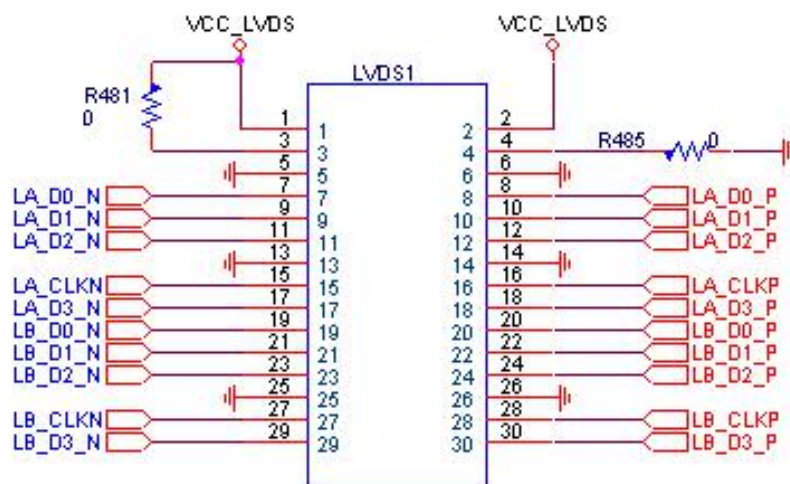 VCC_LVDS VCC_LVDS
LVDS1
R481
0
1 1 2 2
3 3 4 4 R485 0
5 5 6 6
LA_D0_N 7 7 8 8 LA_D0_P
LA_D1_N 9 9 10 10 LA_D1_P
LA_D2_N 11 11 12 12 LA_D2_P
13 13 14 14
LA_CLKN 15 15 16 16 LA_CLKP
LA_D3_N 17 17 18 18 LA_D3_P
LB_D0_N 19 19 20 20 LB_D0_P
LB_D1_N 21 21 22 22 LB_D1_P
LB_D2_N 23 23 24 24 LB_D2_P
25 25 26 26
LB_CLKN 27 27 28 28 LB_CLKP
LB_D3_N 29 29 30 30 LB_D3_P